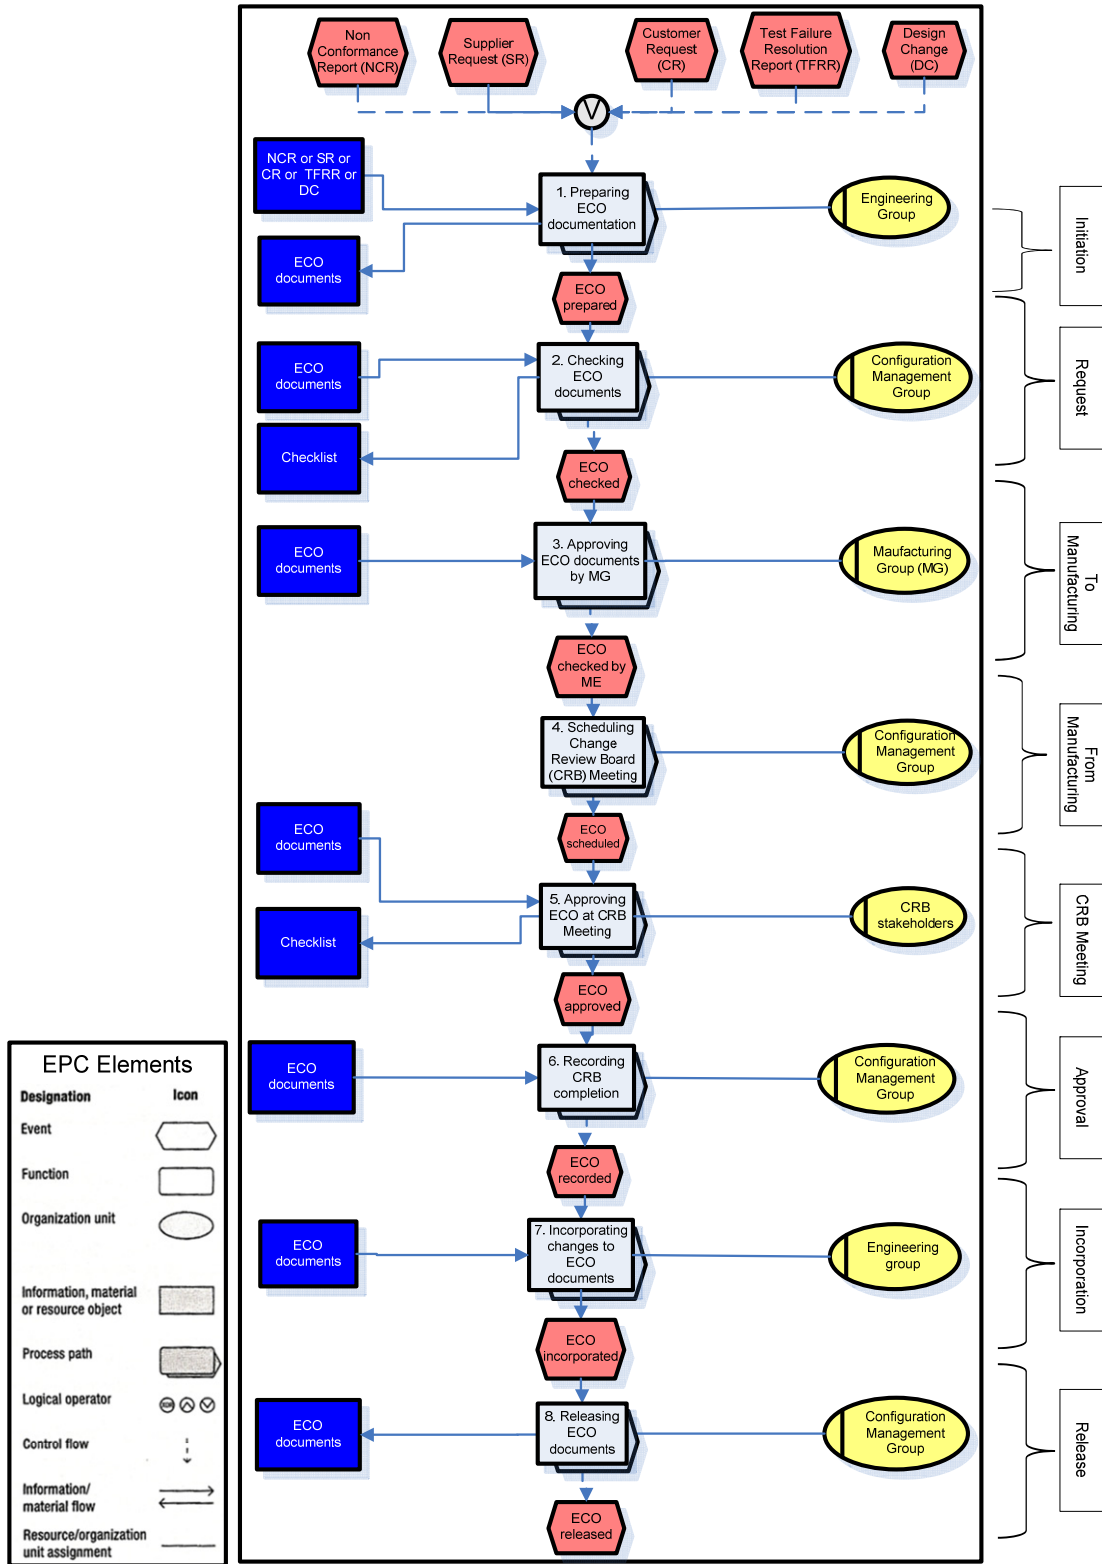 Non
Conformance
Report (NCR)
Supplier
Request (SR)
Customer
Request
(CR)
Test Failure
Resolution
Report (TFRR)
Design
Change
(DC)
V
NCR or SR or
CR or TFRR or
DC
1. Preparing
ECO
documentation
Engineering
Group
Initiation
ECO
documents
ECO
prepared
ECO
documents
2. Checking
ECO
documents
Configuration
Management
Group
Request
Checklist
ECO
checked
ECO
documents
3. Approving
ECO documents
by MG
Maufacturing
Group (MG)
To
Manufacturing
ECO
checked by
ME
4. Scheduling
Change
Review Board
(CRB) Meeting
Configuration
Management
Group
From
Manufacturing
ECO
scheduled
ECO
documents
5. Approving
ECO at CRB
Meeting
CRB
stakeholders
CRB Meeting
Checklist
ECO
approved
ECO
documents
6. Recording
CRB
completion
Configuration
Management
Group
Approval
ECO
recorded
ECO
documents
7. Incorporating
changes to
ECO
documents
Engineering
group
Incorporation
ECO
incorporated
ECO
documents
8. Releasing
ECO
documents
Configuration
Management
Group
Release
ECO
released
EPC Elements
Designation Icon
Event
Function
Organization unit
Information, material
or resource object
Process path
Logical operator
Control flow
Information/
material flow
Resource/organization
unit assignment